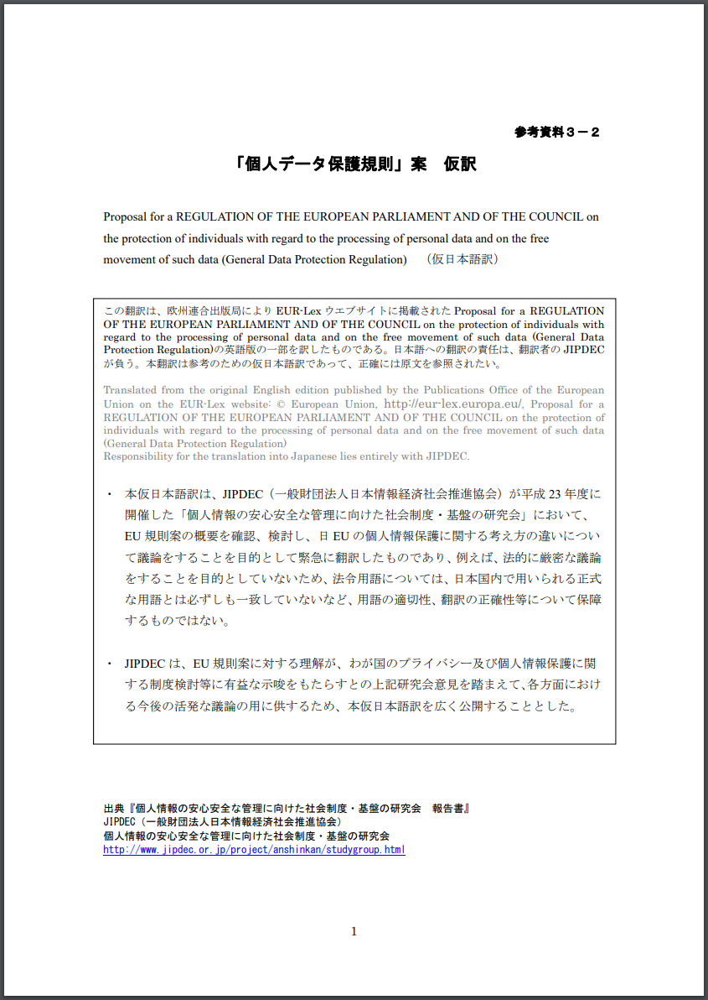 参考資料３－２
「個人データ保護規則」案　仮訳
Proposal for a REGULATION OF THE EUROPEAN PARLIAMENT AND OF THE COUNCIL on
the protection of individuals with regard to the processing of personal data and on the free
movement of such data (General Data Protection Regulation)　（仮日本語訳）
この翻訳は、欧州連合出版局により EUR-Lex ウエブサイトに掲載された Proposal for a REGULATION
OF THE EUROPEAN PARLIAMENT AND OF THE COUNCIL on the protection of individuals with
regard to the processing of personal data and on the free movement of such data (General Data
Protection Regulation)の英語版の一部を訳したものである。日本語への翻訳の責任は、翻訳者の JIPDEC
が負う。本翻訳は参考のための仮日本語訳であって、正確には原文を参照されたい。
Translated from the original English edition published by the Publications Office of the European
Union on the EUR-Lex website: © European Union, http://eur-lex.europa.eu/, Proposal for a
REGULATION OF THE EUROPEAN PARLIAMENT AND OF THE COUNCIL on the protection of
individuals with regard to the processing of personal data and on the free movement of such data
(General Data Protection Regulation)
Responsibility for the translation into Japanese lies entirely with JIPDEC.
・ 本仮日本語訳は、JIPDEC（一般財団法人日本情報経済社会推進協会）が平成 23 年度に
開催した「個人情報の安心安全な管理に向けた社会制度・基盤の研究会」において、
EU 規則案の概要を確認、検討し、日 EU の個人情報保護に関する考え方の違いについ
て議論をすることを目的として緊急に翻訳したものであり、例えば、法的に厳密な議論
をすることを目的としていないため、法令用語については、日本国内で用いられる正式
な用語とは必ずしも一致していないなど、用語の適切性、翻訳の正確性等について保障
するものではない。
・ JIPDEC は、EU 規則案に対する理解が、わが国のプライバシー及び個人情報保護に関
する制度検討等に有益な示唆をもたらすとの上記研究会意見を踏まえて、各方面におけ
る今後の活発な議論の用に供するため、本仮日本語訳を広く公開することとした。
出典『個人情報の安心安全な管理に向けた社会制度・基盤の研究会　報告書』
JIPDEC（一般財団法人日本情報経済社会推進協会）
個人情報の安心安全な管理に向けた社会制度・基盤の研究会
http://www.jipdec.or.jp/project/anshinkan/studygroup.html
1